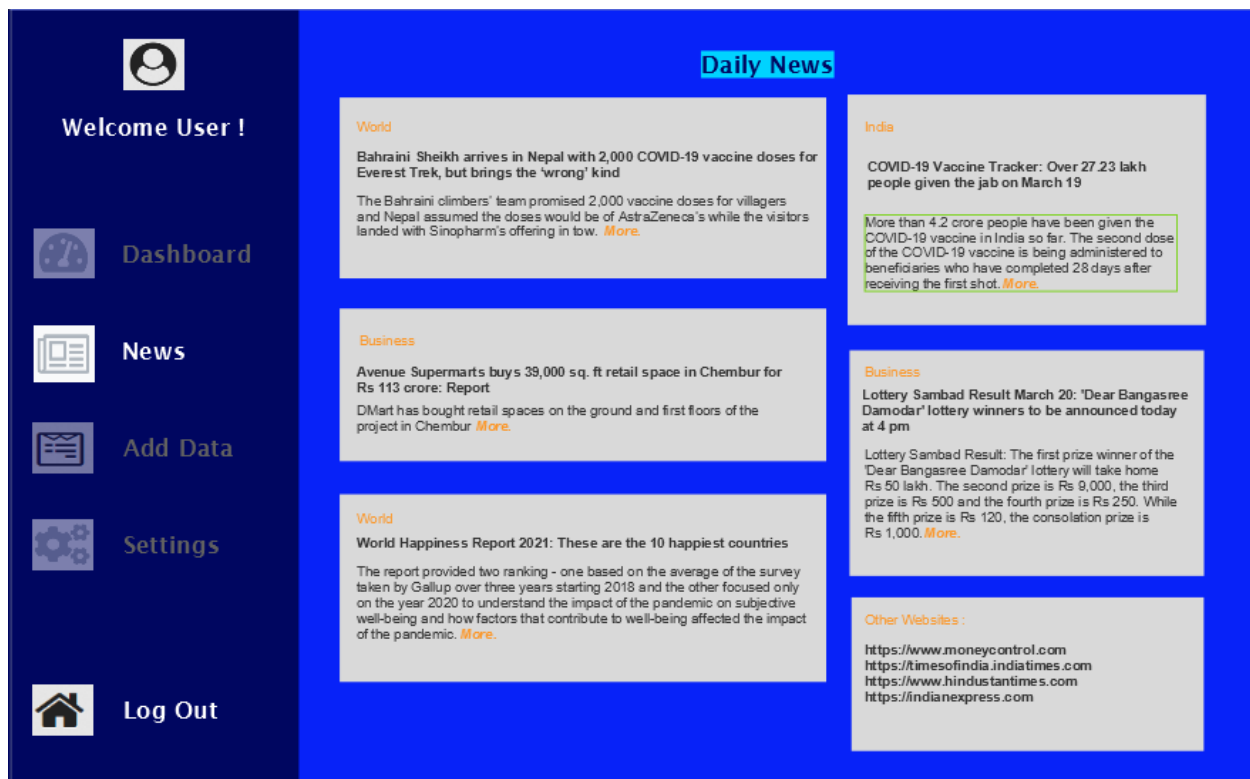 Welcome User !
Dashboard
News
Add Data
Settings
Log Out
Daily News
World
Bahraini Sheikh arrives in Nepal with 2,000 COVID-19 vaccine doses for
Everest Trek, but brings the ‘wrong’ kind
The Bahraini climbers’ team promised 2,000 vaccine doses for villagers
and Nepal assumed the doses would be of AstraZeneca’s while the visitors
landed with Sinopharm’s offering in tow. More.
Business
Avenue Supermarts buys 39,000 sq. ft retail space in Chembur for
Rs 113 crore: Report
DMart has bought retail spaces on the ground and first floors of the
project in Chembur More.
World
World Happiness Report 2021: These are the 10 happiest countries
The report provided two ranking - one based on the average of the survey
taken by Gallup over three years starting 2018 and the other focused only
on the year 2020 to understand the impact of the pandemic on subjective
well-being and how factors that contribute to well-being affected the impact
of the pandemic. More.
India
COVID-19 Vaccine Tracker: Over 27.23 lakh
people given the jab on March 19
More than 4.2 crore people have been given the
COVID-19 vaccine in India so far. The second dose
of the COVID-19 vaccine is being administered to
beneficiaries who have completed 28 days after
receiving the first shot. More.
Business
Lottery Sambad Result March 20: 'Dear Bangasree
Damodar' lottery winners to be announced today
at 4 pm
Lottery Sambad Result: The first prize winner of the
'Dear Bangasree Damodar' lottery will take home
Rs 50 lakh. The second prize is Rs 9,000, the third
prize is Rs 500 and the fourth prize is Rs 250. While
the fifth prize is Rs 120, the consolation prize is
Rs 1,000. More.
Other Websites :
https://www.moneycontrol.com
https://timesofindia.indiatimes.com
https://www.hindustantimes.com
https://indianexpress.com